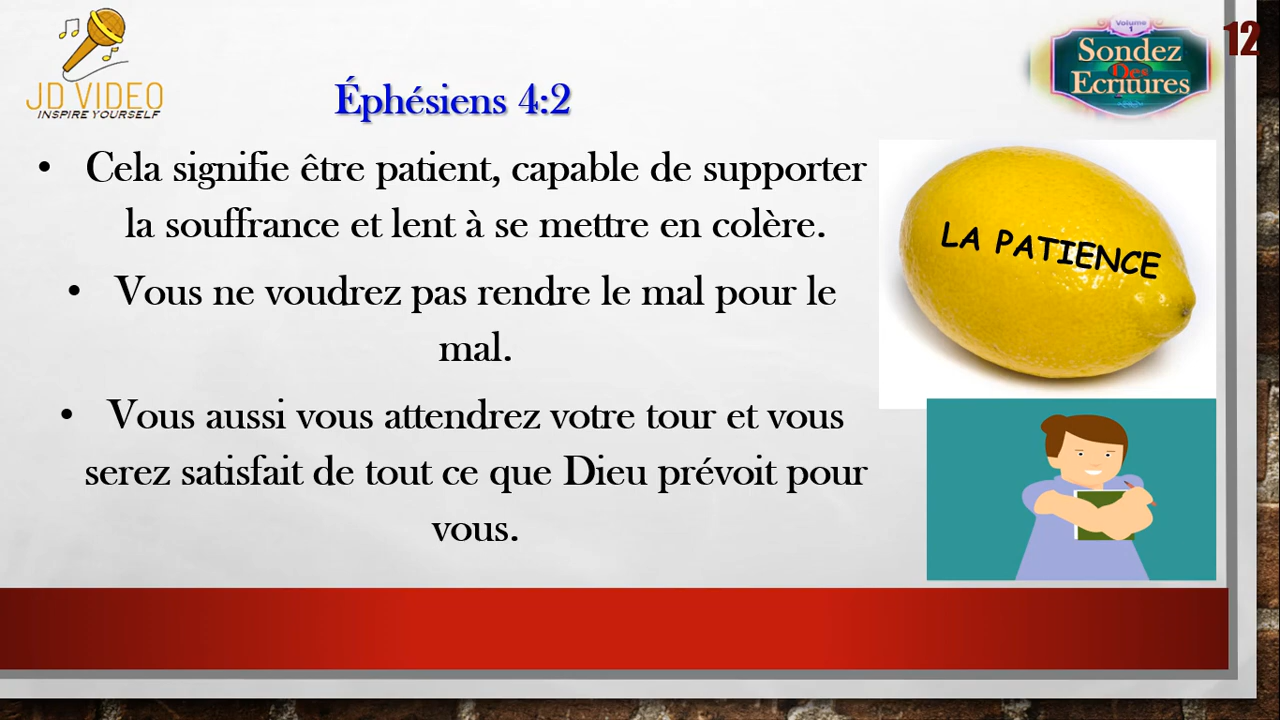 JD VIDEO
INSPIRE YOURSELF
Volume
1
Sondez
Des
Ecritures
12
Éphésiens 4:2
• Cela signifie être patient, capable de supporter
la souffrance et lent à se mettre en colère.
• Vous ne voudrez pas rendre le mal pour le
mal.
• Vous aussi vous attendrez votre tour et vous
serez satisfait de tout ce que Dieu prévoit pour
vous.
LA PATIENCE